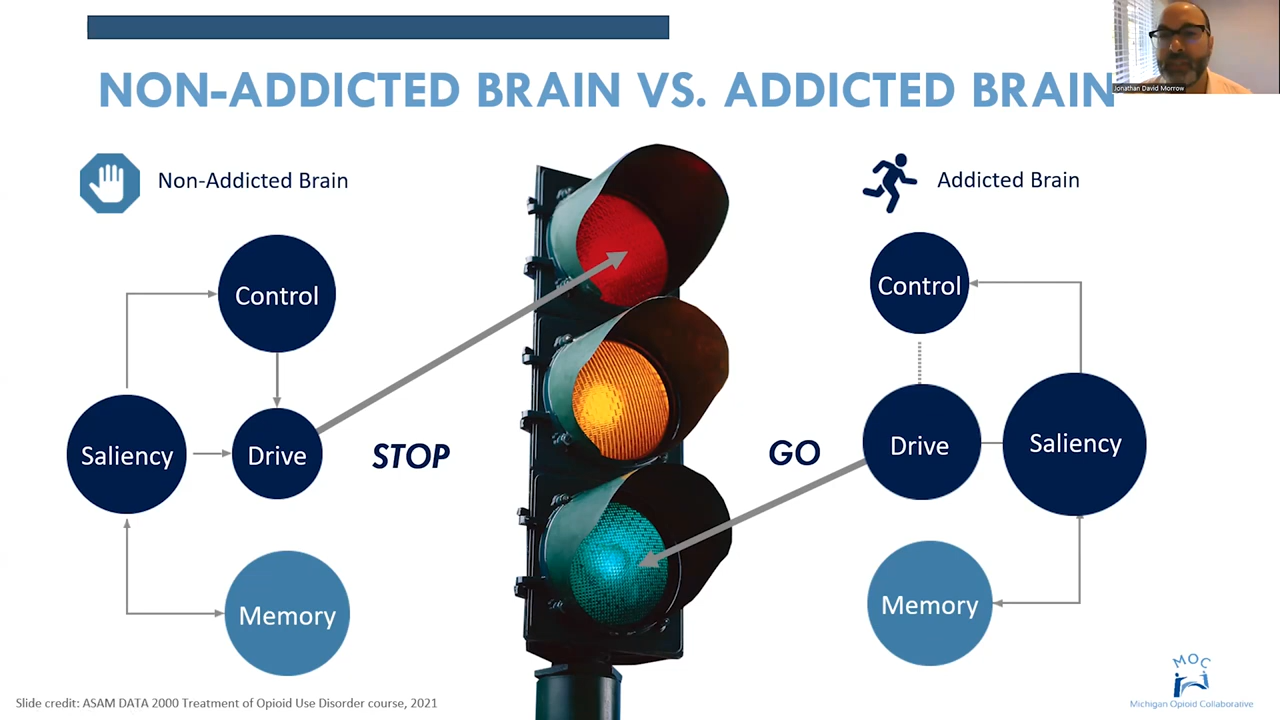 Jonathan David Morrow
NON-ADDICTED BRAIN VS. ADDICTED BRAIN
Non-Addicted Brain
Control
Saliency
Drive
Memory
STOP
GO
Addicted Brain
Control
Drive
Saliency
Memory
Slide credit: ASAM DATA 2000 Treatment of Opioid Use Disorder course, 2021
MOC
Michigan Opioid Collaborative